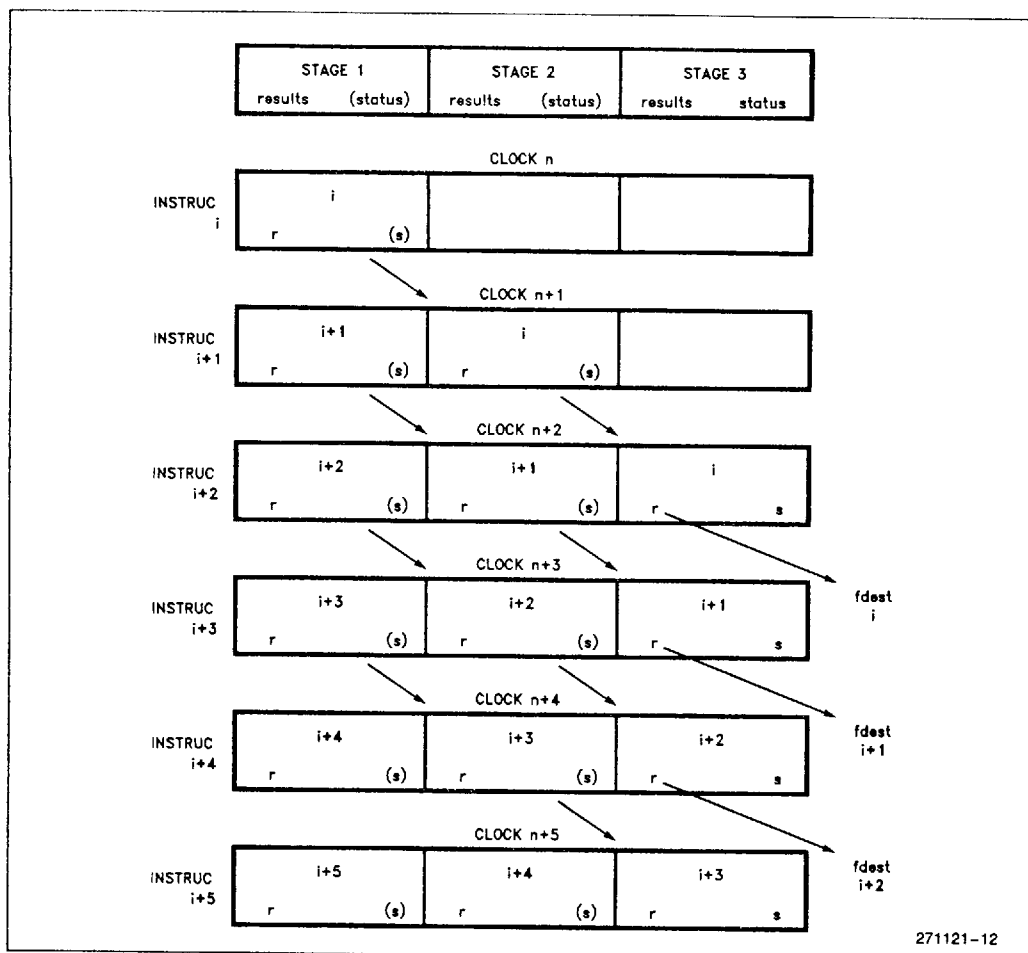 STAGE 1 STAGE 2 STAGE 3
results (status) results (status) results status
CLOCK n
INSTRUC i
i
r (s)
CLOCK n+1
INSTRUC i+1
i+1 i
r (s) r (s)
CLOCK n+2
INSTRUC i+2
i+2 i+1 i
r (s) r (s) r s
CLOCK n+3
fdest i
INSTRUC i+3
i+3 i+2 i+1
r (s) r (s) r s
CLOCK n+4
fdest i+1
INSTRUC i+4
i+4 i+3 i+2
r (s) r (s) r s
CLOCK n+5
fdest i+2
INSTRUC i+5
i+5 i+4 i+3
r (s) r (s) r s
271121-12